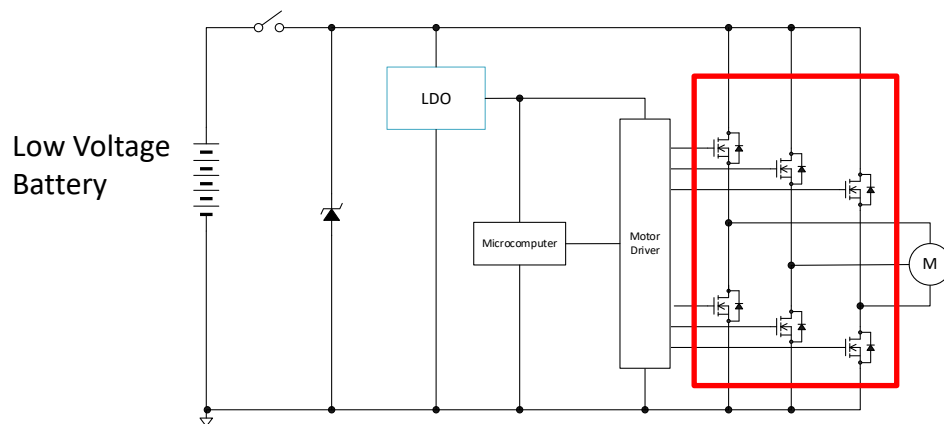 LDO
Low Voltage
Battery
Microcomputer
Motor
Driver
M